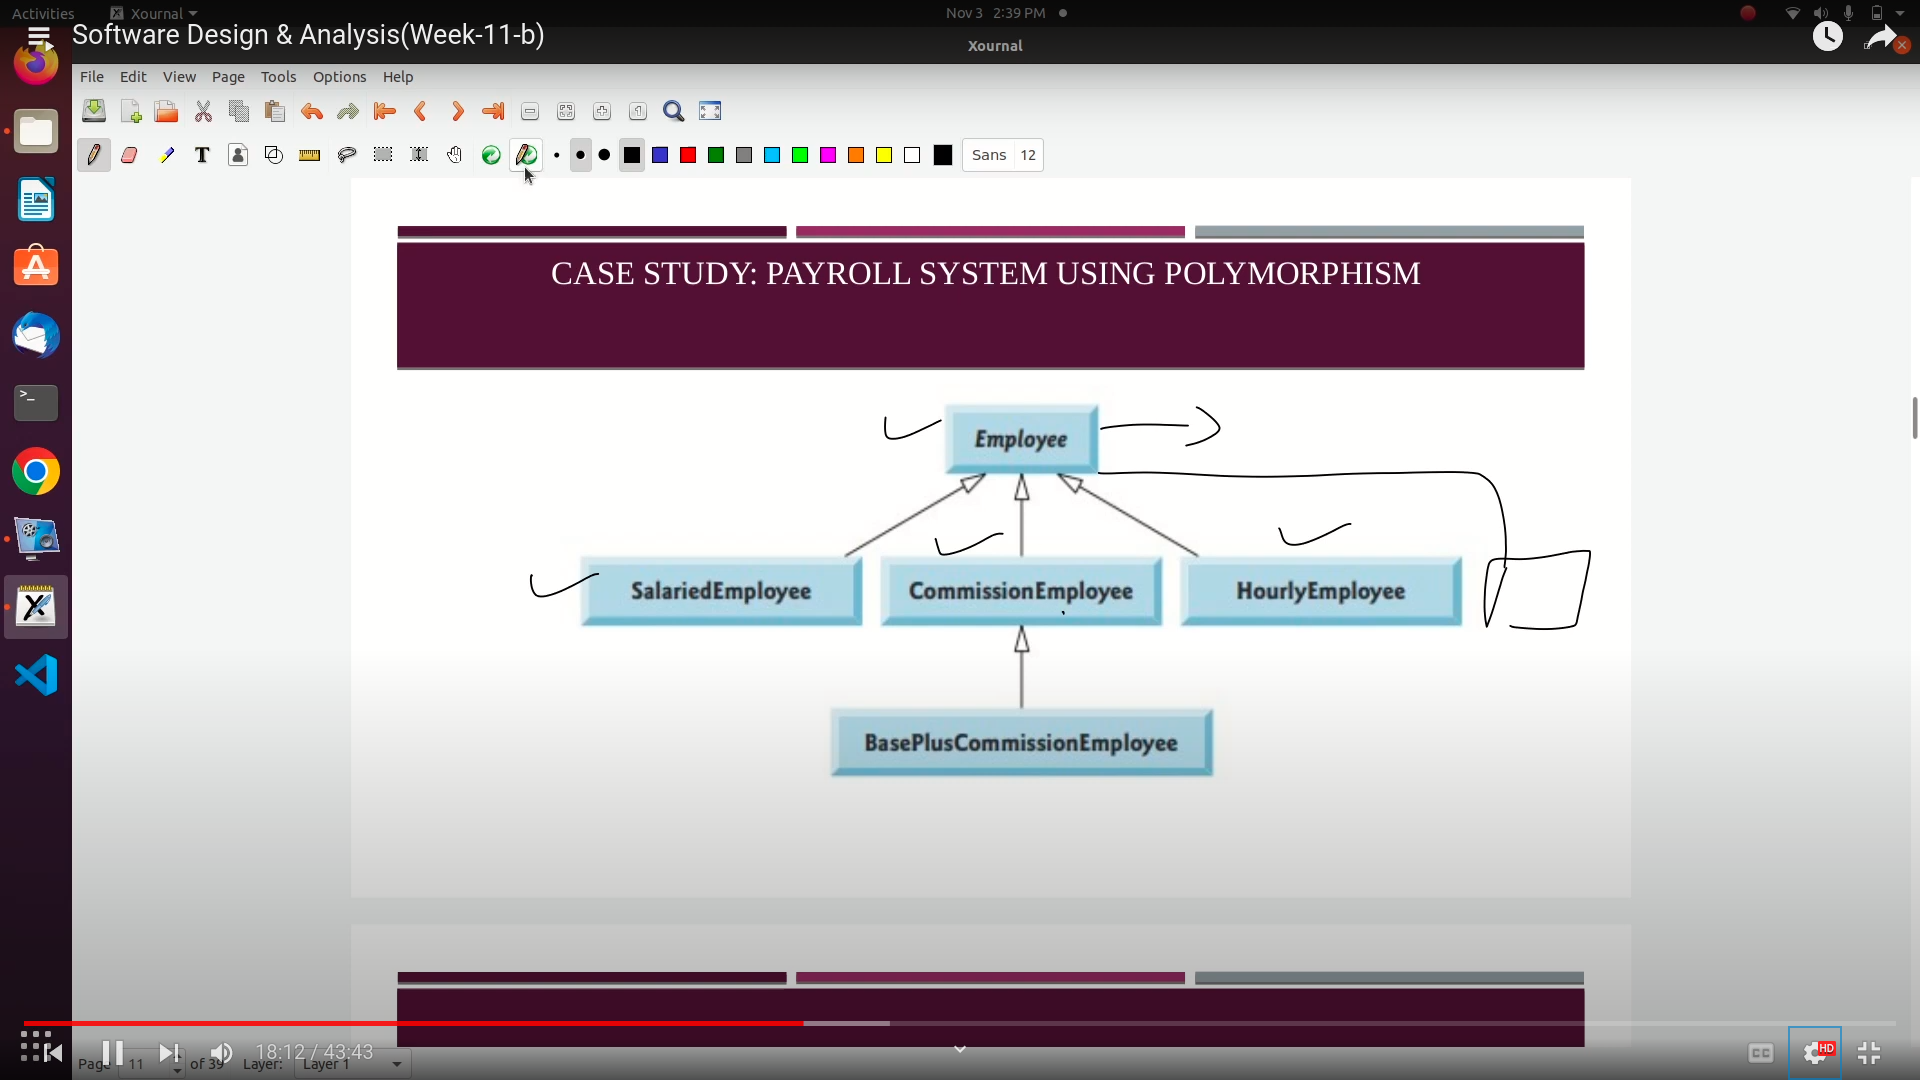 Activities Xournal Nov 3 2:39 PM
Software Design & Analysis(Week-11-b)
Xournal
File Edit View Page Tools Options Help
Sans 12
CASE STUDY: PAYROLL SYSTEM USING POLYMORPHISM
Employee
SalariedEmployee CommissionEmployee HourlyEmployee
BasePlusCommissionEmployee
18:12 / 43:43 CC HD
Page 11 of 39 Layer: Layer 1